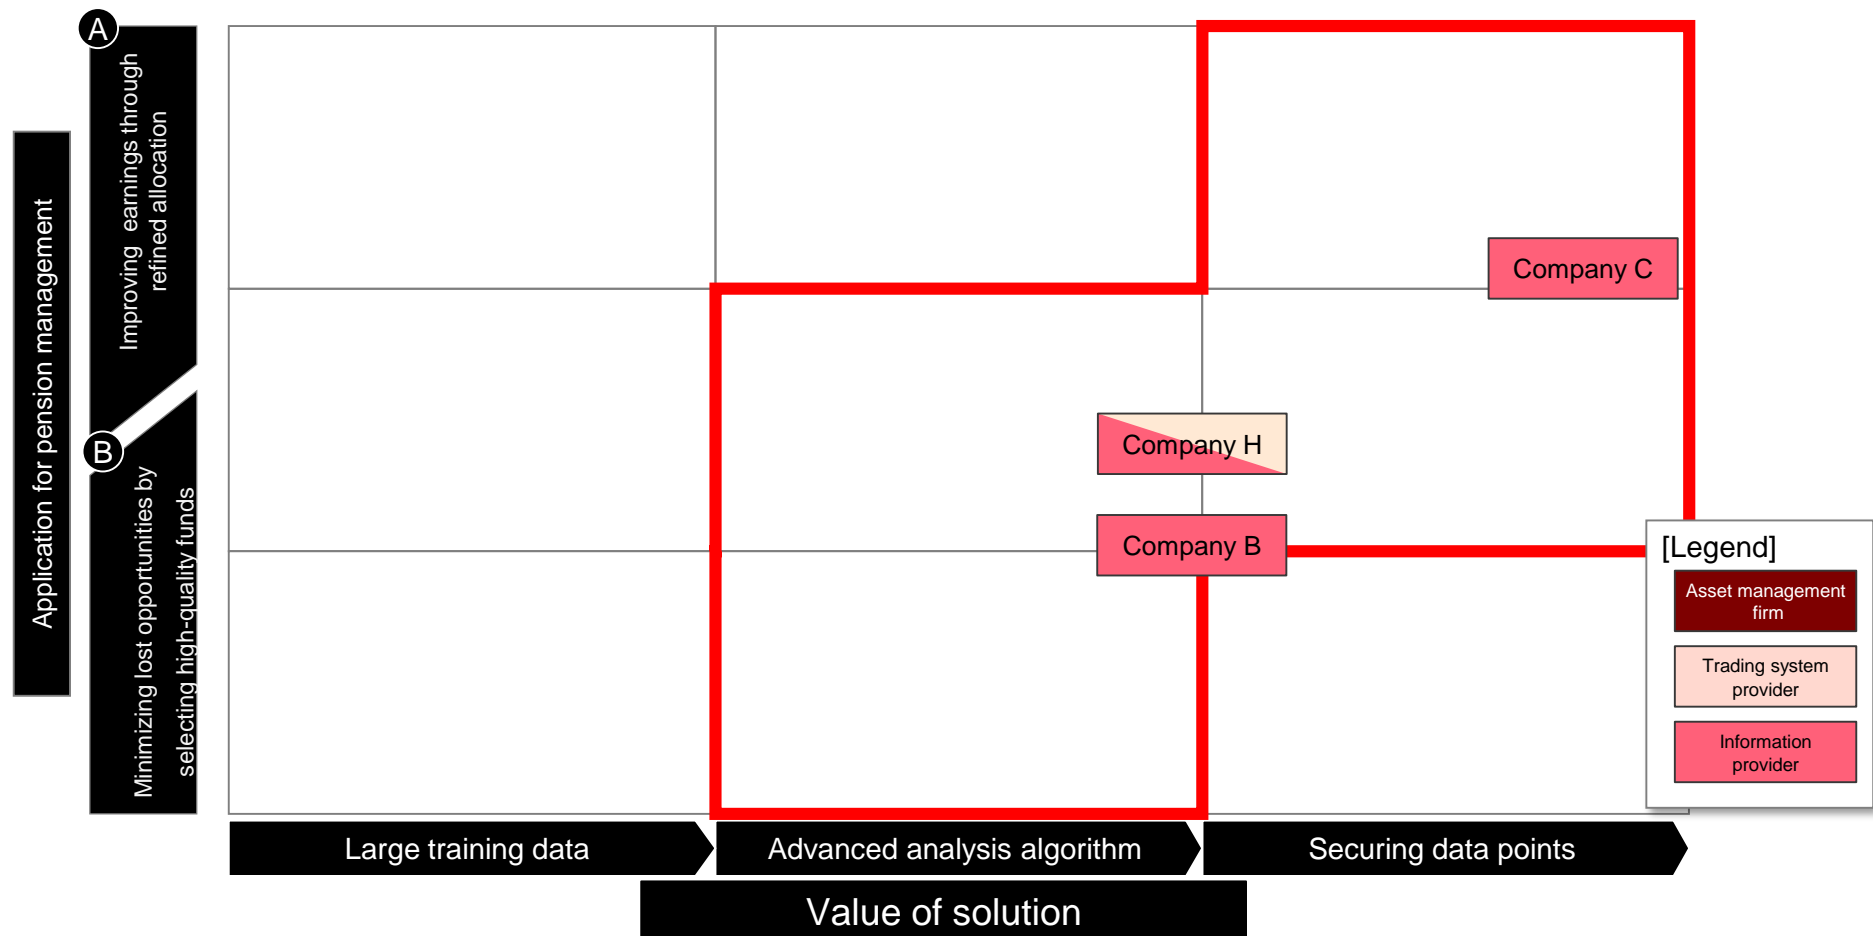 A
Improving earnings through
refined allocation
Application for pension management
B
Minimizing lost opportunities by
selecting high-quality funds
Company C
Company H
Company B
[Legend]
Asset management
firm
Trading system
provider
Information
provider
Large training data
Advanced analysis algorithm
Securing data points
Value of solution